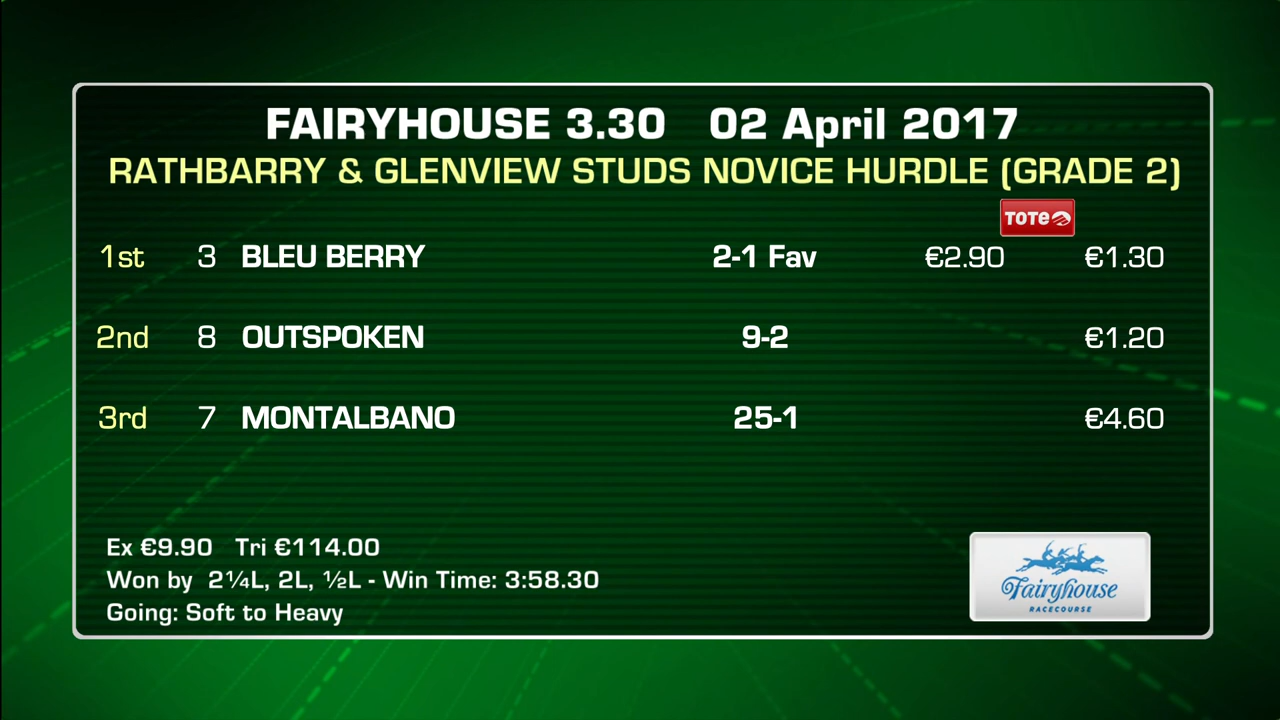 FAIRYHOUSE 3.30 02 April 2017
RATHBARRY & GLENVIEW STUDS NOVICE HURDLE (GRADE 2)
TOTE
1st 3 BLEU BERRY 2-1 Fav €2.90 €1.30
2nd 8 OUTSPOKEN 9-2 €1.20
3rd 7 MONTALBANO 25-1 €4.60
Ex €9.90 Tri €114.00
Won by 2¼L, 2L, ½L - Win Time: 3:58.30
Going: Soft to Heavy
Fairyhouse
RACECOURSE